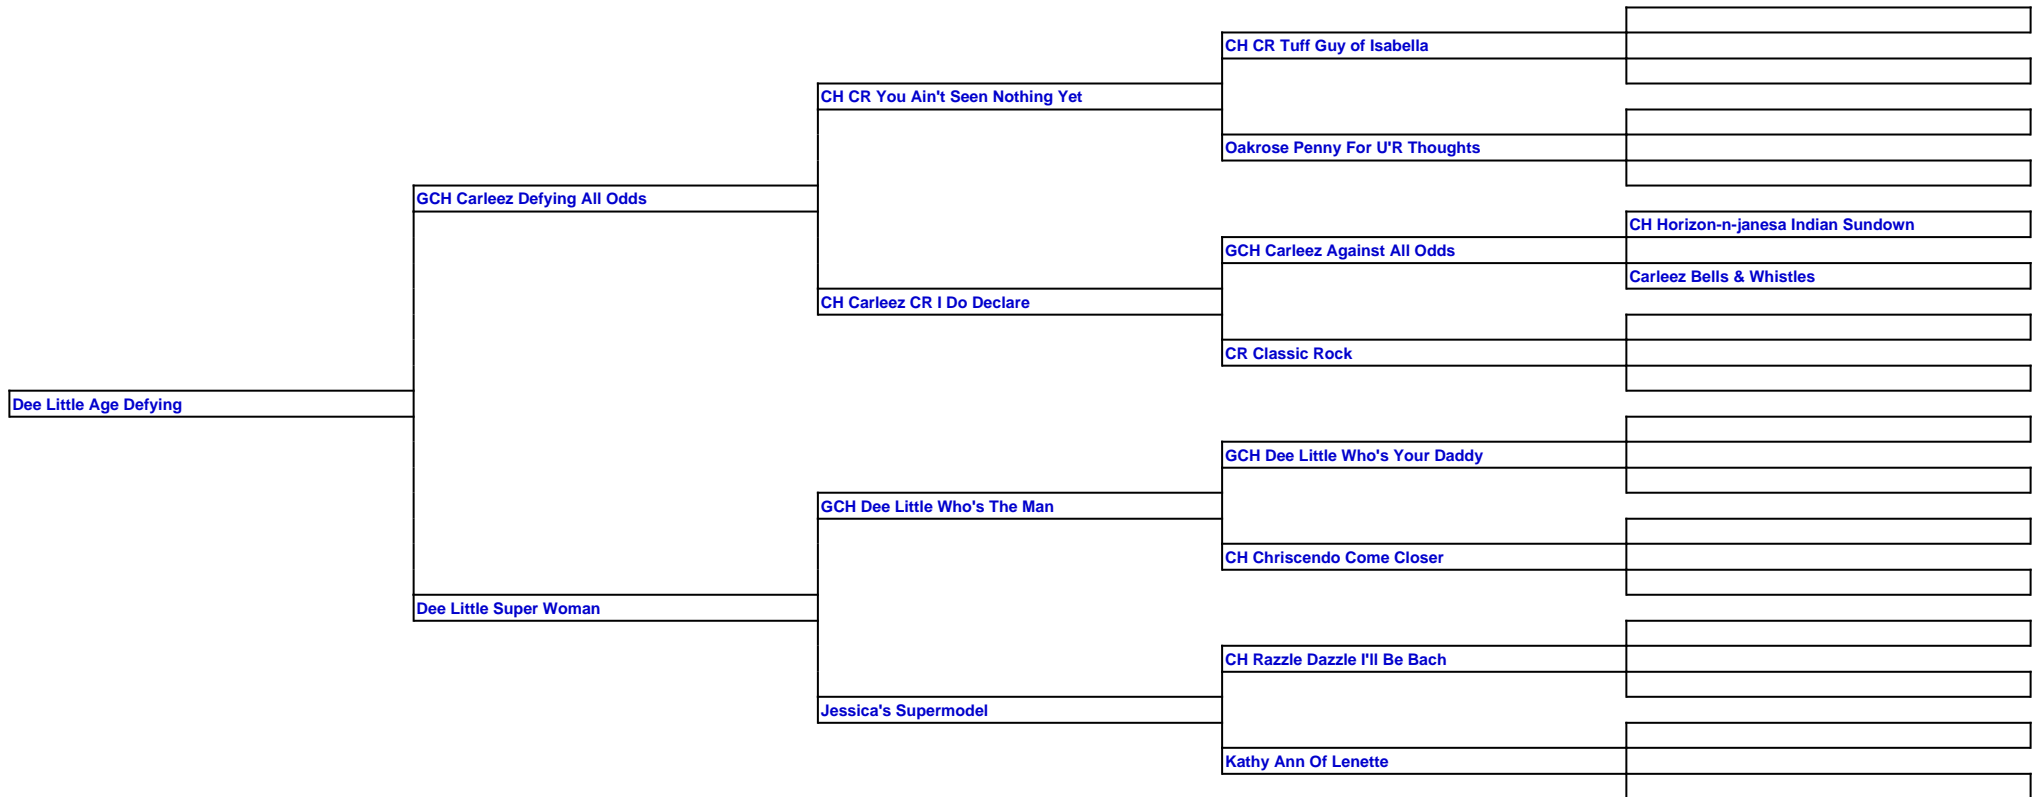 CH CR Tuff Guy of Isabella
CH CR You Ain't Seen Nothing Yet
Oakrose Penny For U'R Thoughts
GCH Carleez Defying All Odds
CH Horizon-n-janesa Indian Sundown
GCH Carleez Against All Odds
Carleez Bells & Whistles
CH Carleez CR I Do Declare
CR Classic Rock
Dee Little Age Defying
GCH Dee Little Who's Your Daddy
GCH Dee Little Who's The Man
CH Chriscendo Come Closer
Dee Little Super Woman
CH Razzle Dazzle I'll Be Bach
Jessica's Supermodel
Kathy Ann Of Lenette